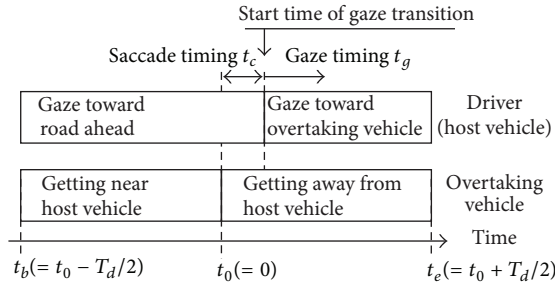 Start time of gaze transition
Saccade timing t_c
Gaze timing t_g
Gaze toward
road ahead
Gaze toward
overtaking vehicle
Driver
(host vehicle)
Getting near
host vehicle
Getting away from
host vehicle
Overtaking
vehicle
Time
t_b(= t_0 − T_d/2)
t_0(= 0)
t_e(= t_0 + T_d/2)